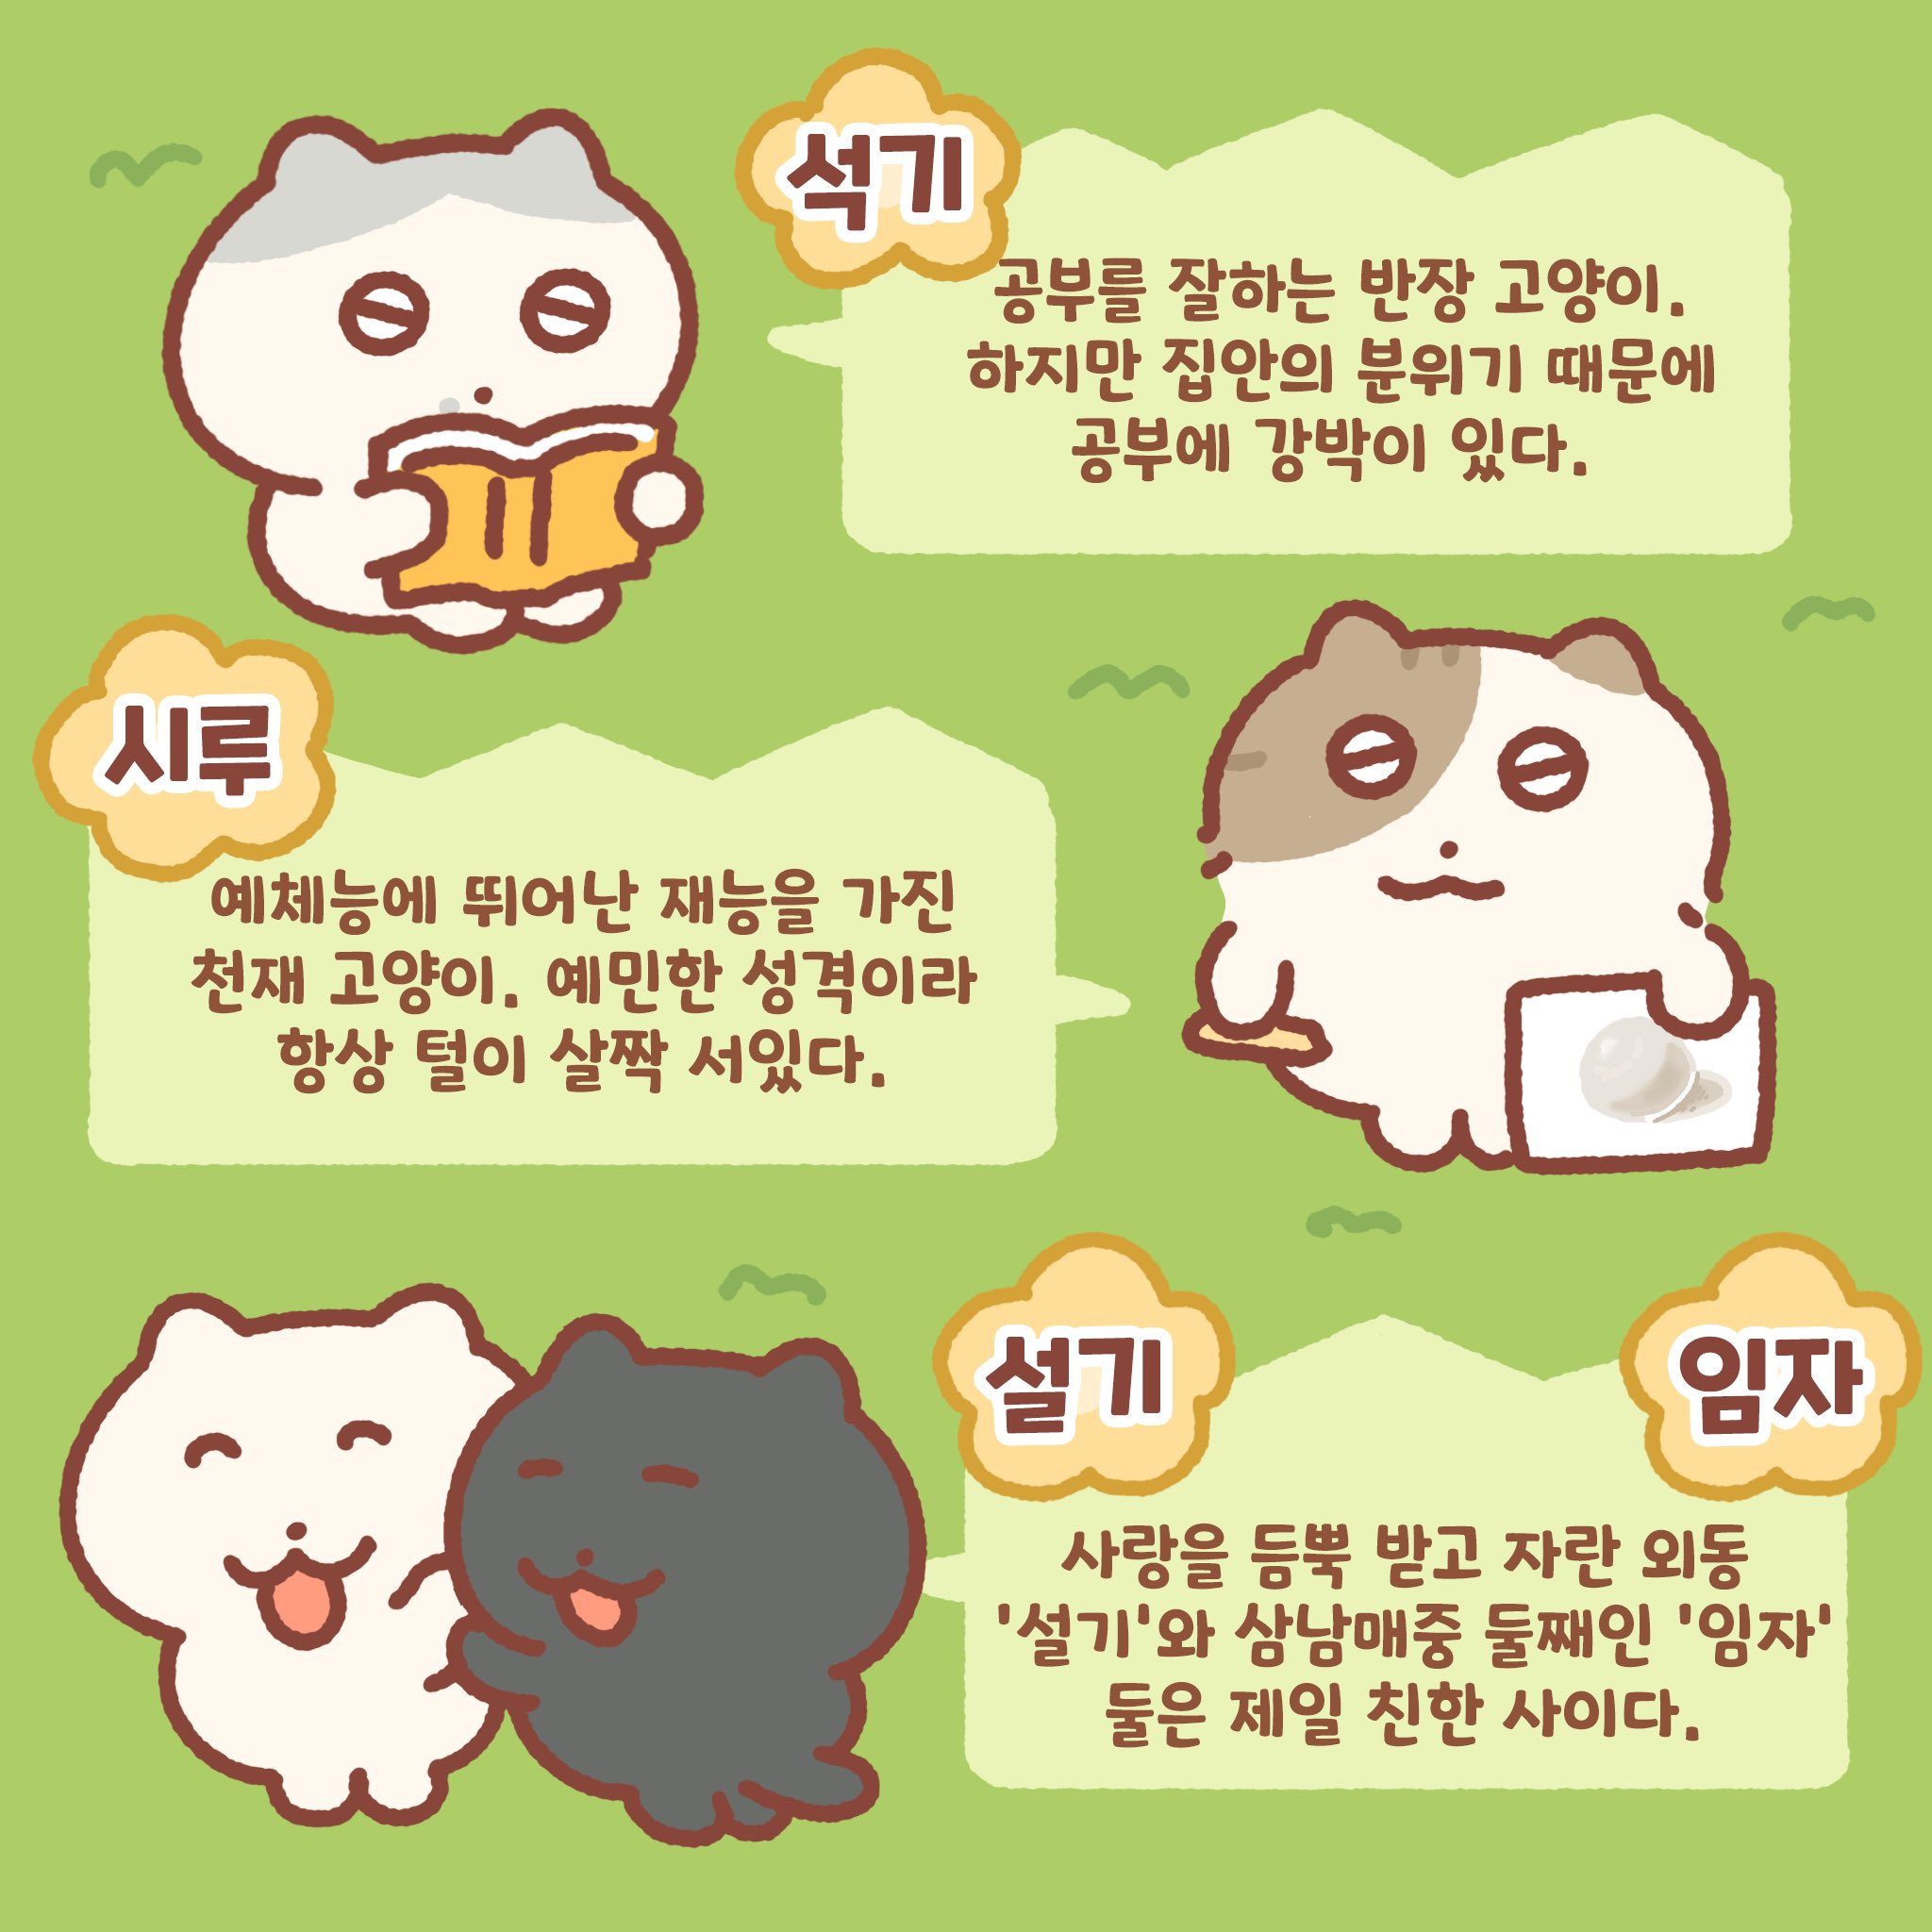 석기
공부를 잘하는 반장 고양이.
하지만 집안의 분위기 때문에
공부에 강박이 있다.
시루
예체능에 뛰어난 재능을 가진
천재 고양이. 예민한 성격이라
항상 털이 살짝 서있다.
설기
임자
사랑을 듬뿍 받고 자란 외동
'설기'와 삼남매중 둘째인 '임자'
둘은 제일 친한 사이다.